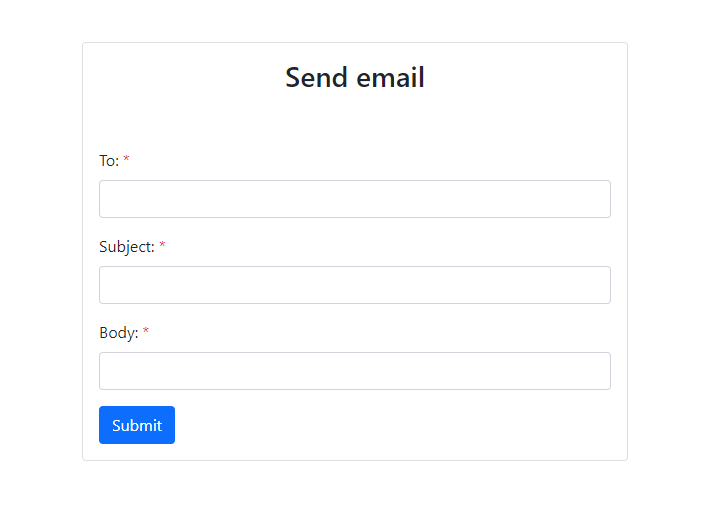 Send email
To: *
Subject: *
Body: *
Submit